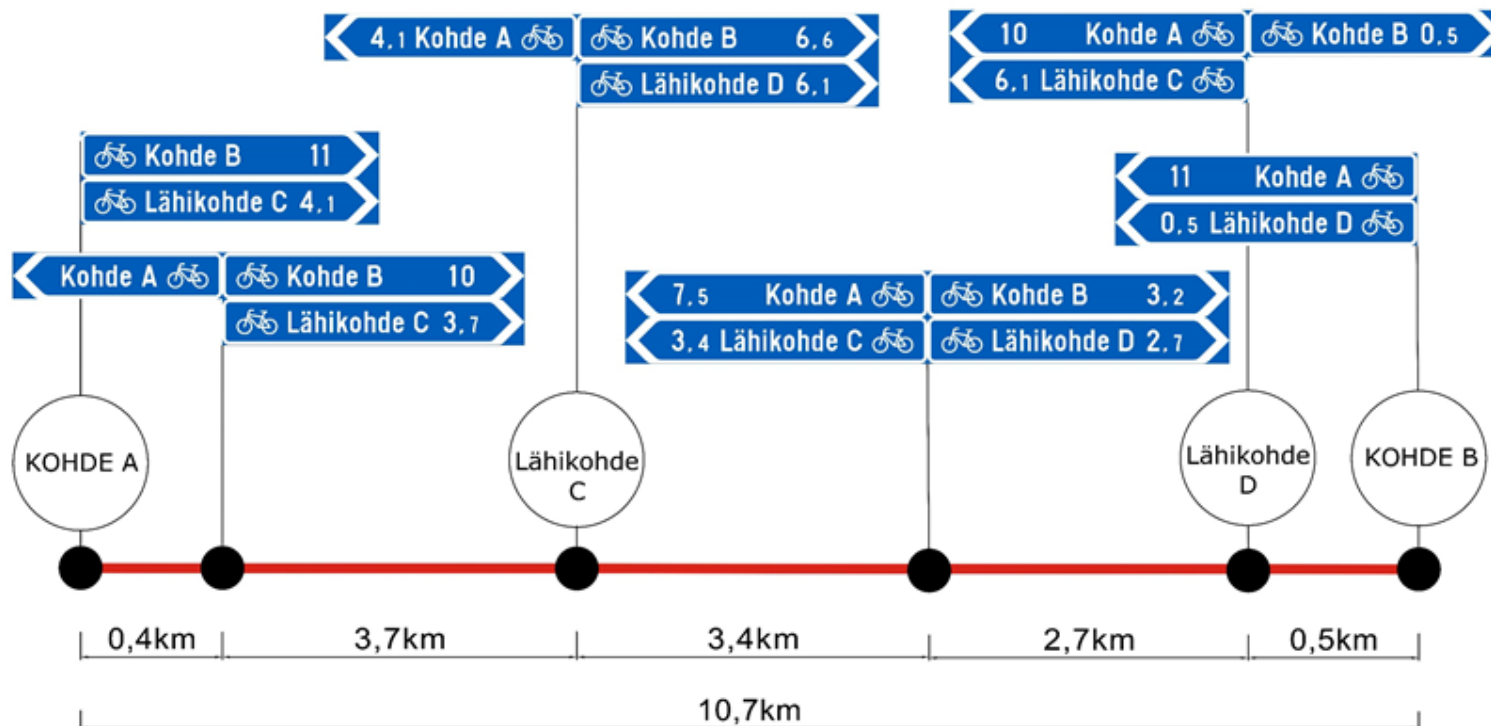 4,1 Kohde A
Kohde B 6,6
Lähikohde D 6,1
10 Kohde A
Kohde B 0,5
6,1 Lähikohde C
Kohde B 11
Lähikohde C 4,1
11 Kohde A
0,5 Lähikohde D
Kohde A
Kohde B 10
Lähikohde C 3,7
7,5 Kohde A
Kohde B 3,2
3,4 Lähikohde C
Lähikohde D 2,7
KOHDE A
Lähikohde
C
Lähikohde
D
KOHDE B
0,4km
3,7km
3,4km
2,7km
0,5km
10,7km